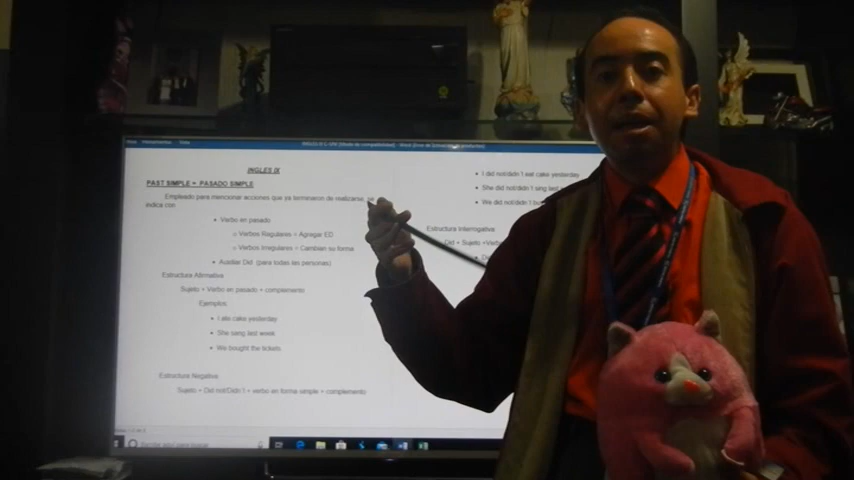 INGLES IX
PAST SIMPLE = PASADO SIMPLE
Empleado para mencionar acciones que ya terminaron de realizarse, se
indica con
• Verbo en pasado
o Verbos Regulares = Agregar ED
o Verbos Irregulares = Cambian su forma
• Auxiliar Did (para todas las personas)
Estructura Afirmativa
Sujeto + Verbo en pasado + complemento
Ejemplos
• I ate cake yesterday
• She sang last week
• We bought the tickets
Estructura Negativa
Sujeto + Did not/Didn´t + verbo en forma simple + complemento
• I did not/didn´t eat cake yesterday
• She did not/didn´t sing last
• We did not/didn´t
Estructura Interrogativa
Did + Sujeto +